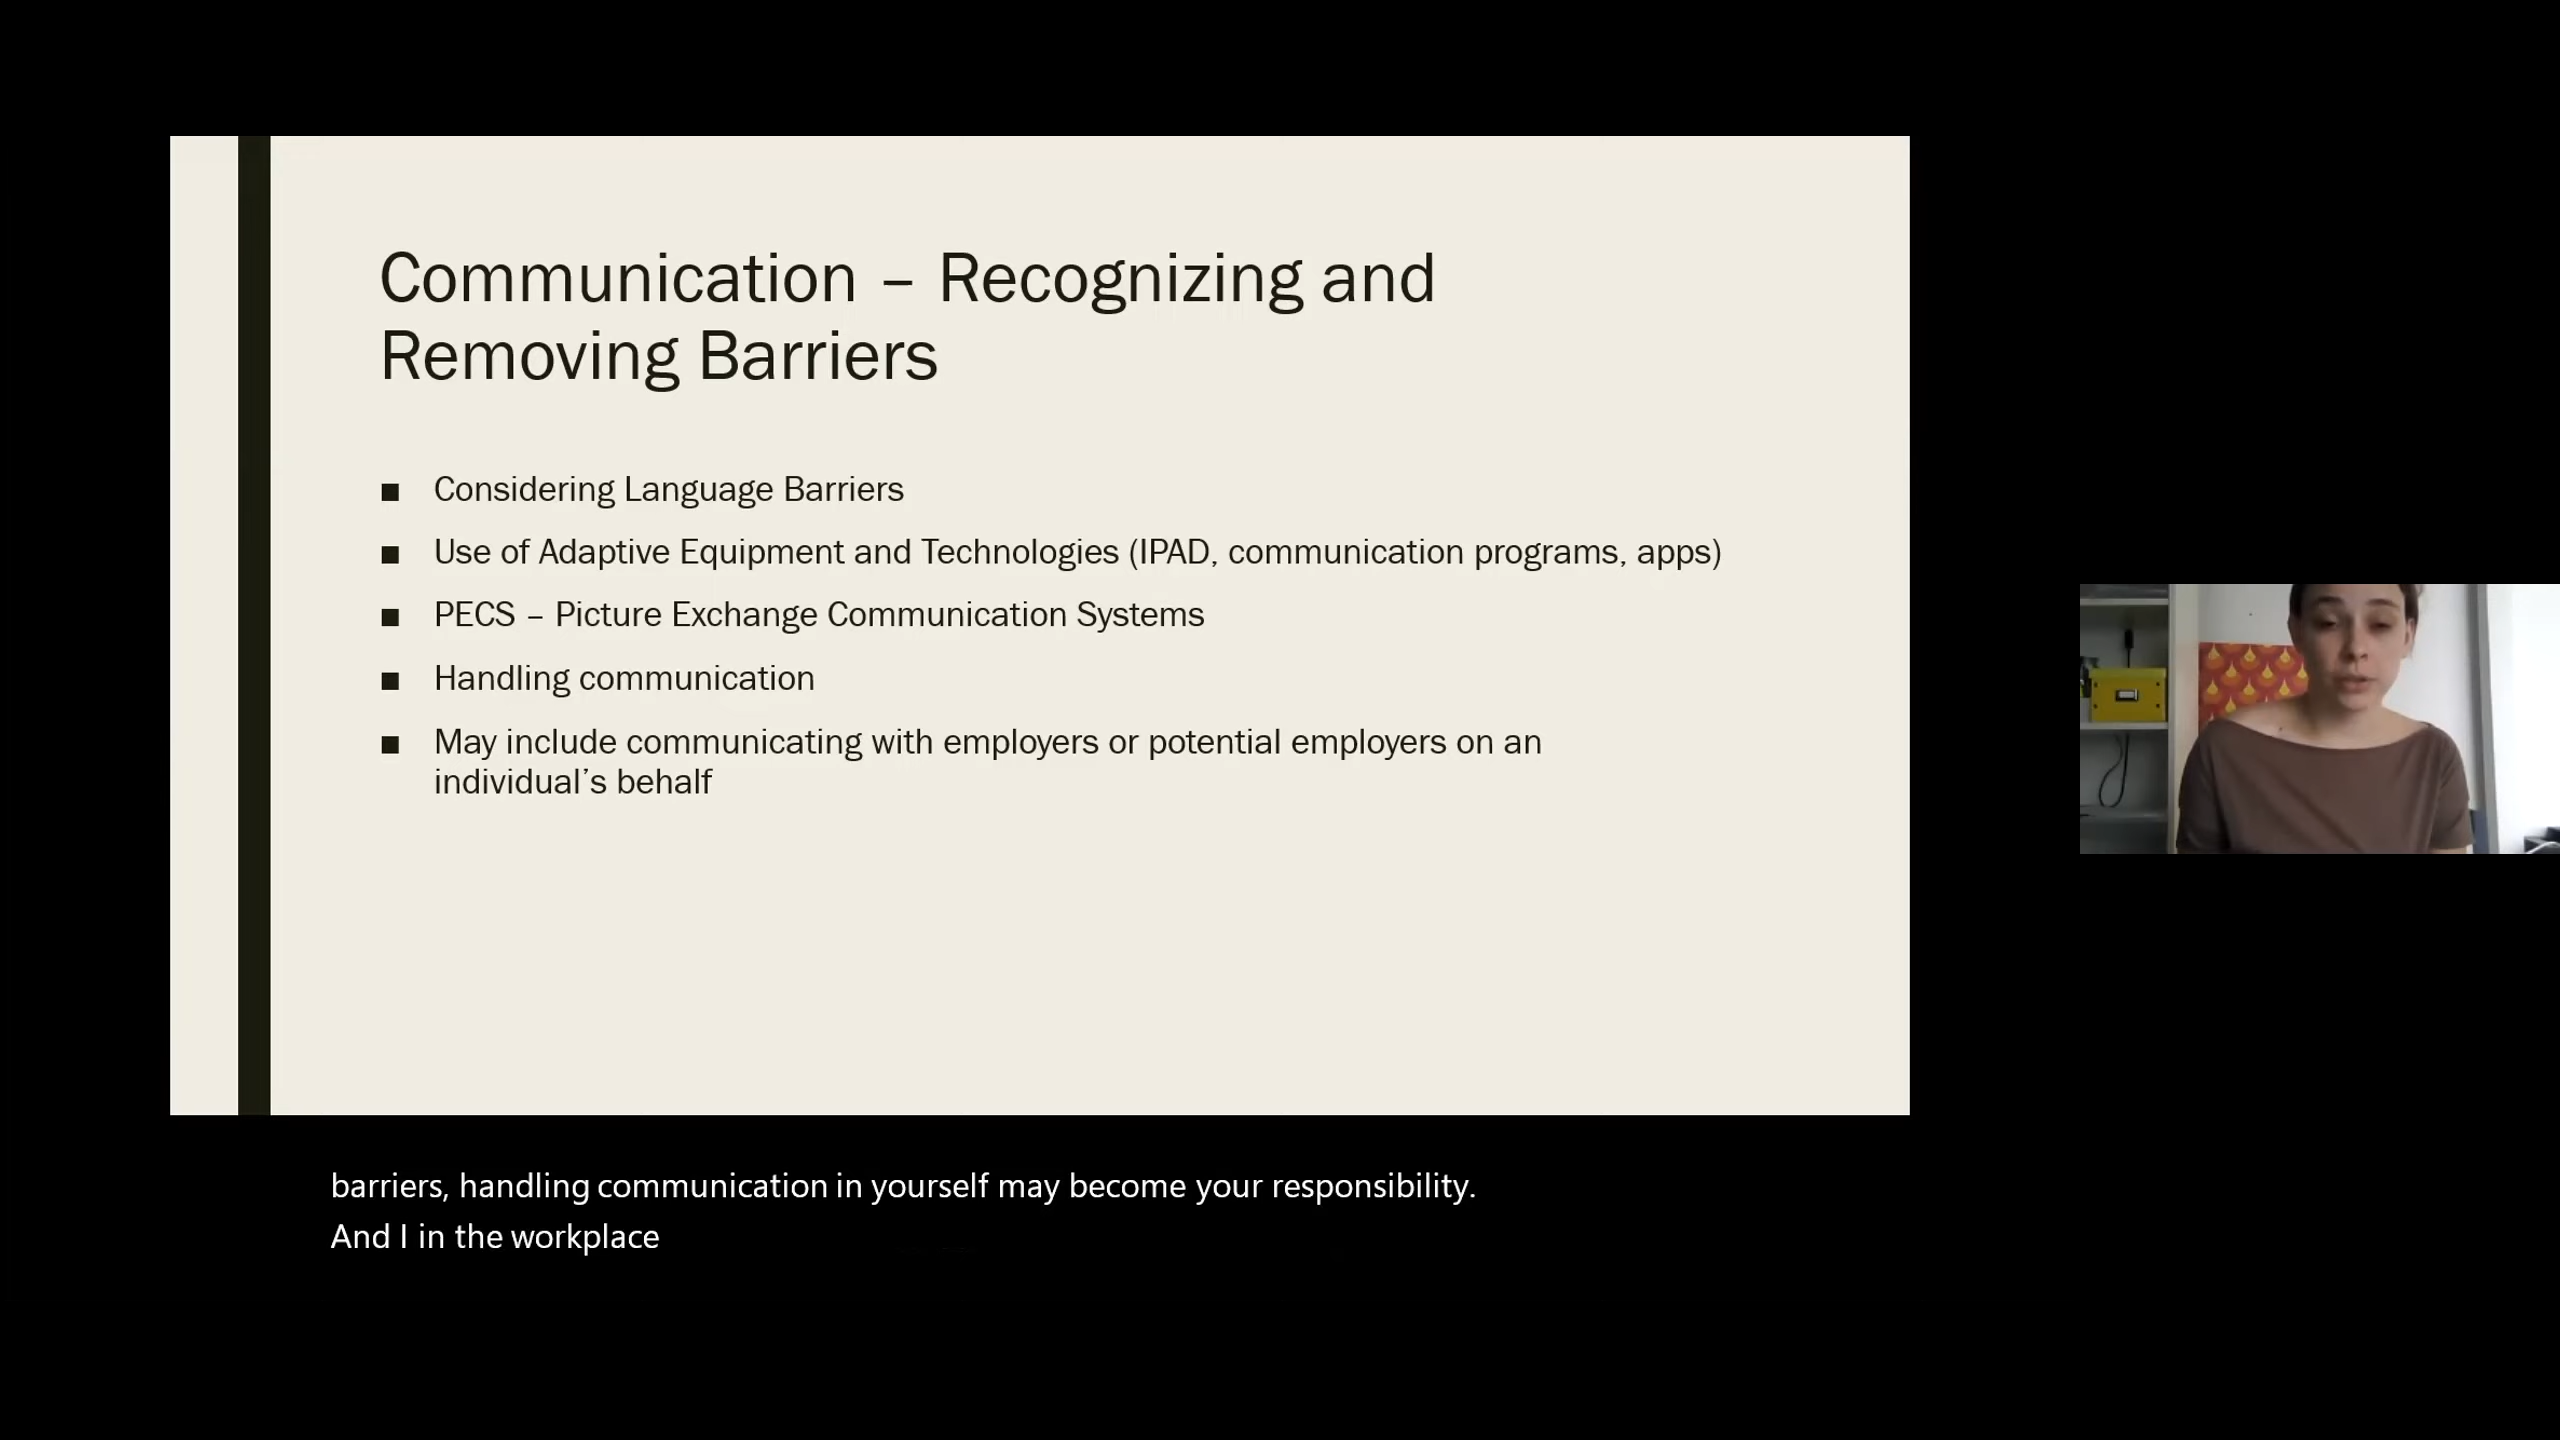 Communication – Recognizing and
Removing Barriers
■ Considering Language Barriers
■ Use of Adaptive Equipment and Technologies (IPAD, communication programs, apps)
■ PECS – Picture Exchange Communication Systems
■ Handling communication
■ May include communicating with employers or potential employers on an
individual’s behalf
barriers, handling communication in yourself may become your responsibility.
And I in the workplace